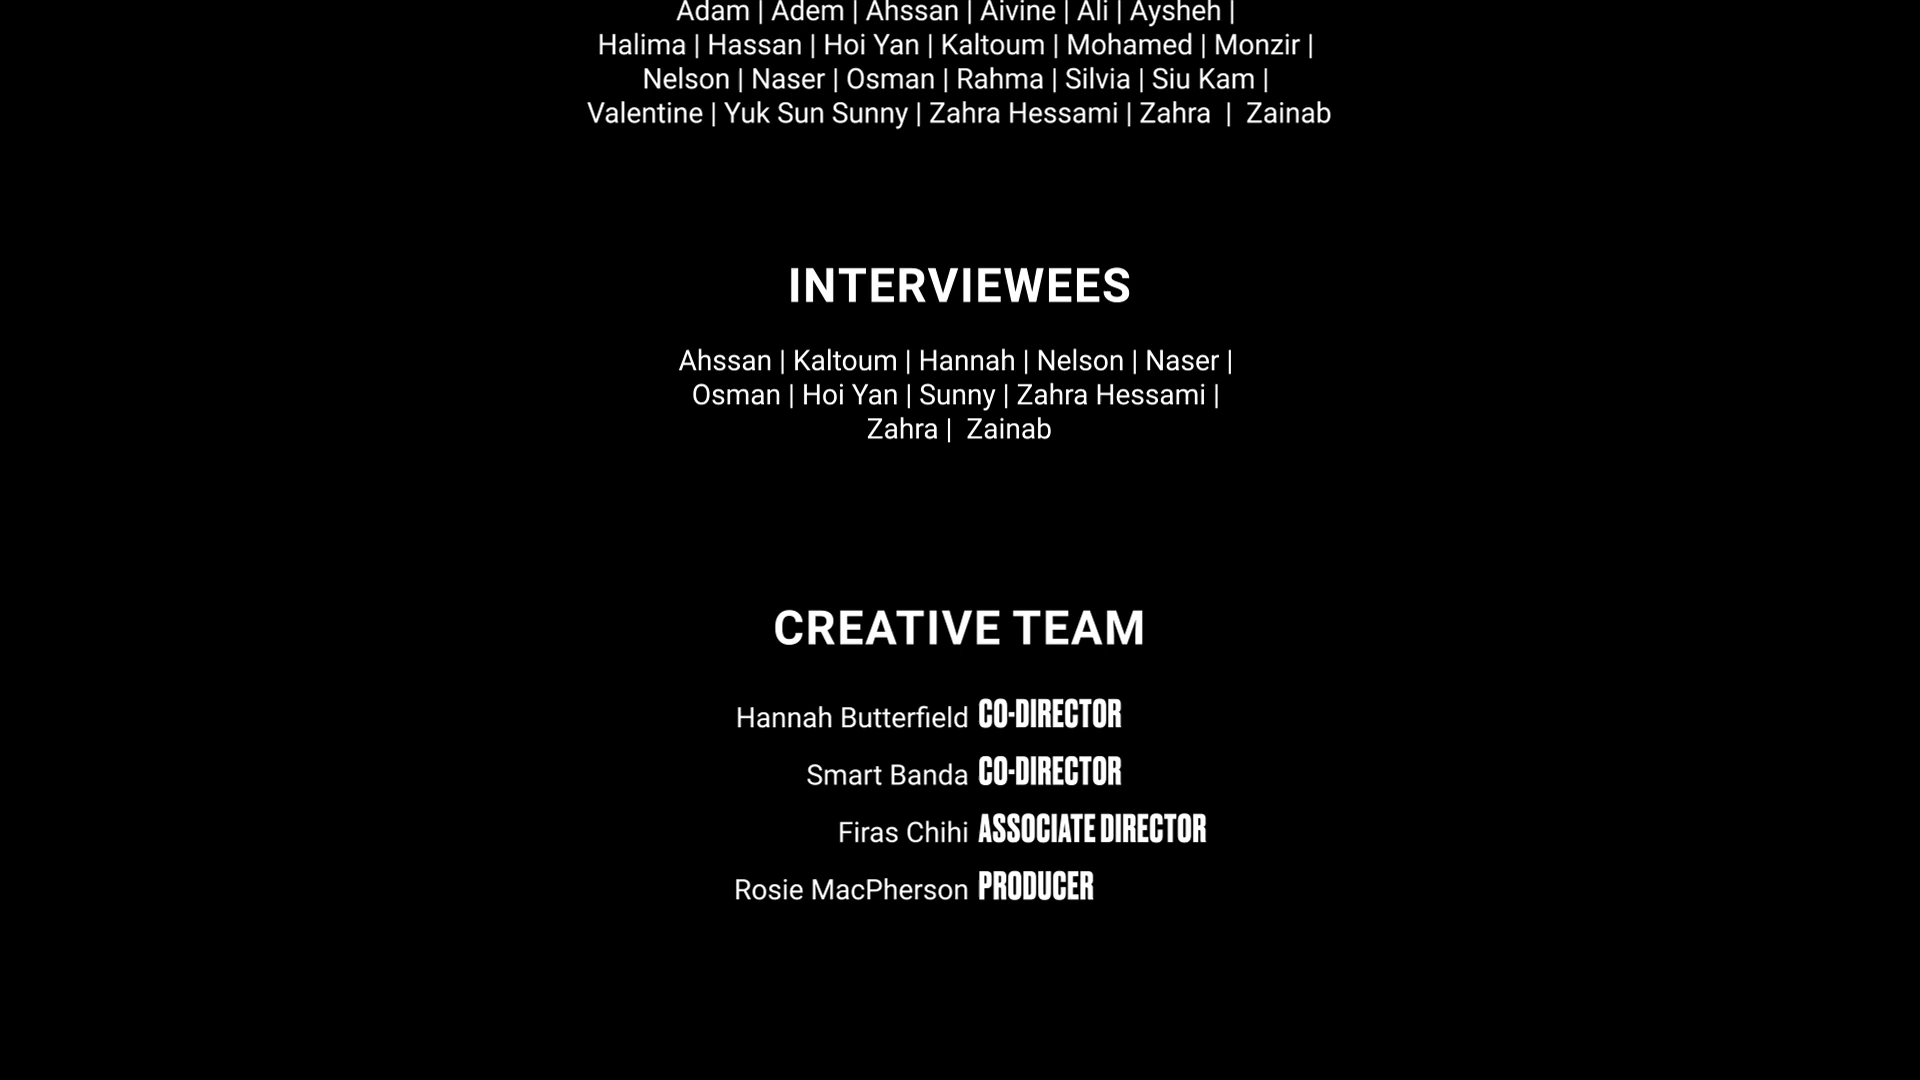 Adam | Adem | Ahssan | Aivine | Ali | Aysheh |
Halima | Hassan | Hoi Yan | Kaltoum | Mohamed | Monzir |
Nelson | Naser | Osman | Rahma | Silvia | Siu Kam |
Valentine | Yuk Sun Sunny | Zahra Hessami | Zahra | Zainab
INTERVIEWEES
Ahssan | Kaltoum | Hannah | Nelson | Naser |
Osman | Hoi Yan | Sunny | Zahra Hessami |
Zahra | Zainab
CREATIVE TEAM
Hannah Butterfield CO-DIRECTOR
Smart Banda CO-DIRECTOR
Firas Chihi ASSOCIATE DIRECTOR
Rosie MacPherson PRODUCER